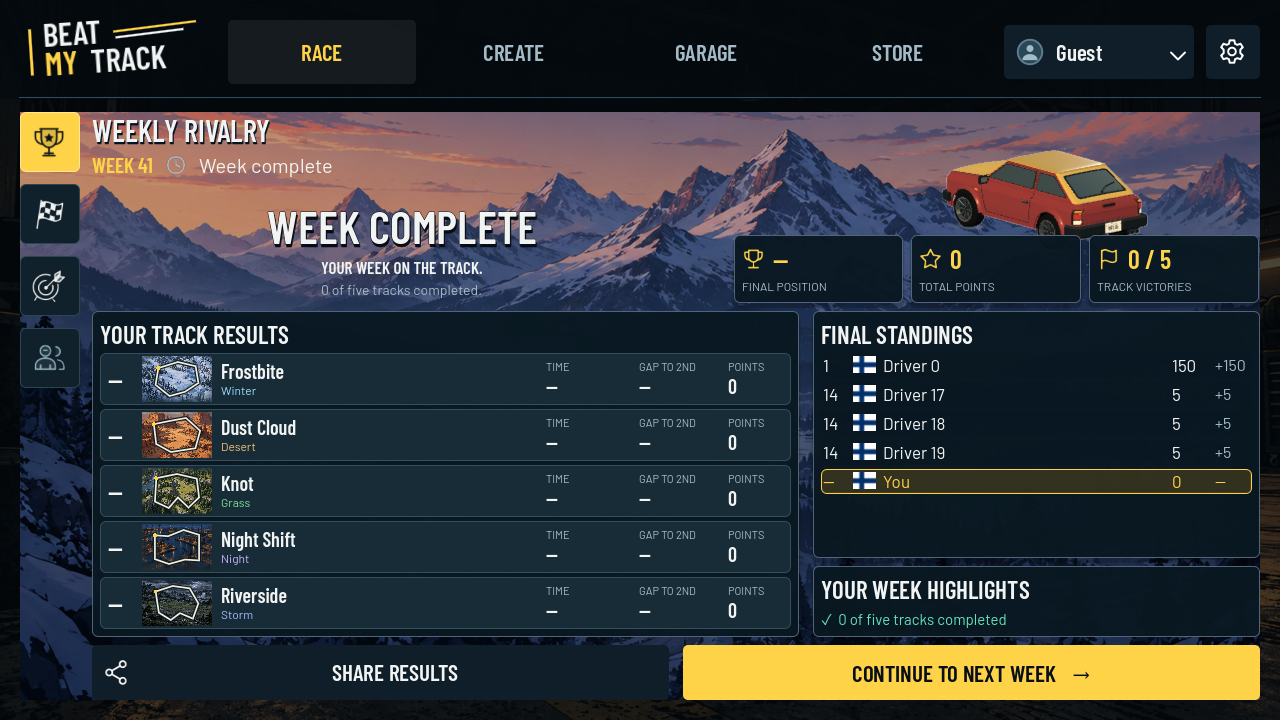 BEAT
MY TRACK
RACE
CREATE
GARAGE
STORE
Guest
WEEKLY RIVALRY
WEEK 41 Week complete
WEEK COMPLETE
YOUR WEEK ON THE TRACK.
0 of five tracks completed.
–
FINAL POSITION
0
TOTAL POINTS
0 / 5
TRACK VICTORIES
YOUR TRACK RESULTS
– Frostbite Winter TIME – GAP TO 2ND – POINTS 0
– Dust Cloud Desert TIME – GAP TO 2ND – POINTS 0
– Knot Grass TIME – GAP TO 2ND – POINTS 0
– Night Shift Night TIME – GAP TO 2ND – POINTS 0
– Riverside Storm TIME – GAP TO 2ND – POINTS 0
FINAL STANDINGS
1 Driver 0 150 +150
14 Driver 17 5 +5
14 Driver 18 5 +5
14 Driver 19 5 +5
– You 0 –
YOUR WEEK HIGHLIGHTS
✓ 0 of five tracks completed
SHARE RESULTS
CONTINUE TO NEXT WEEK →